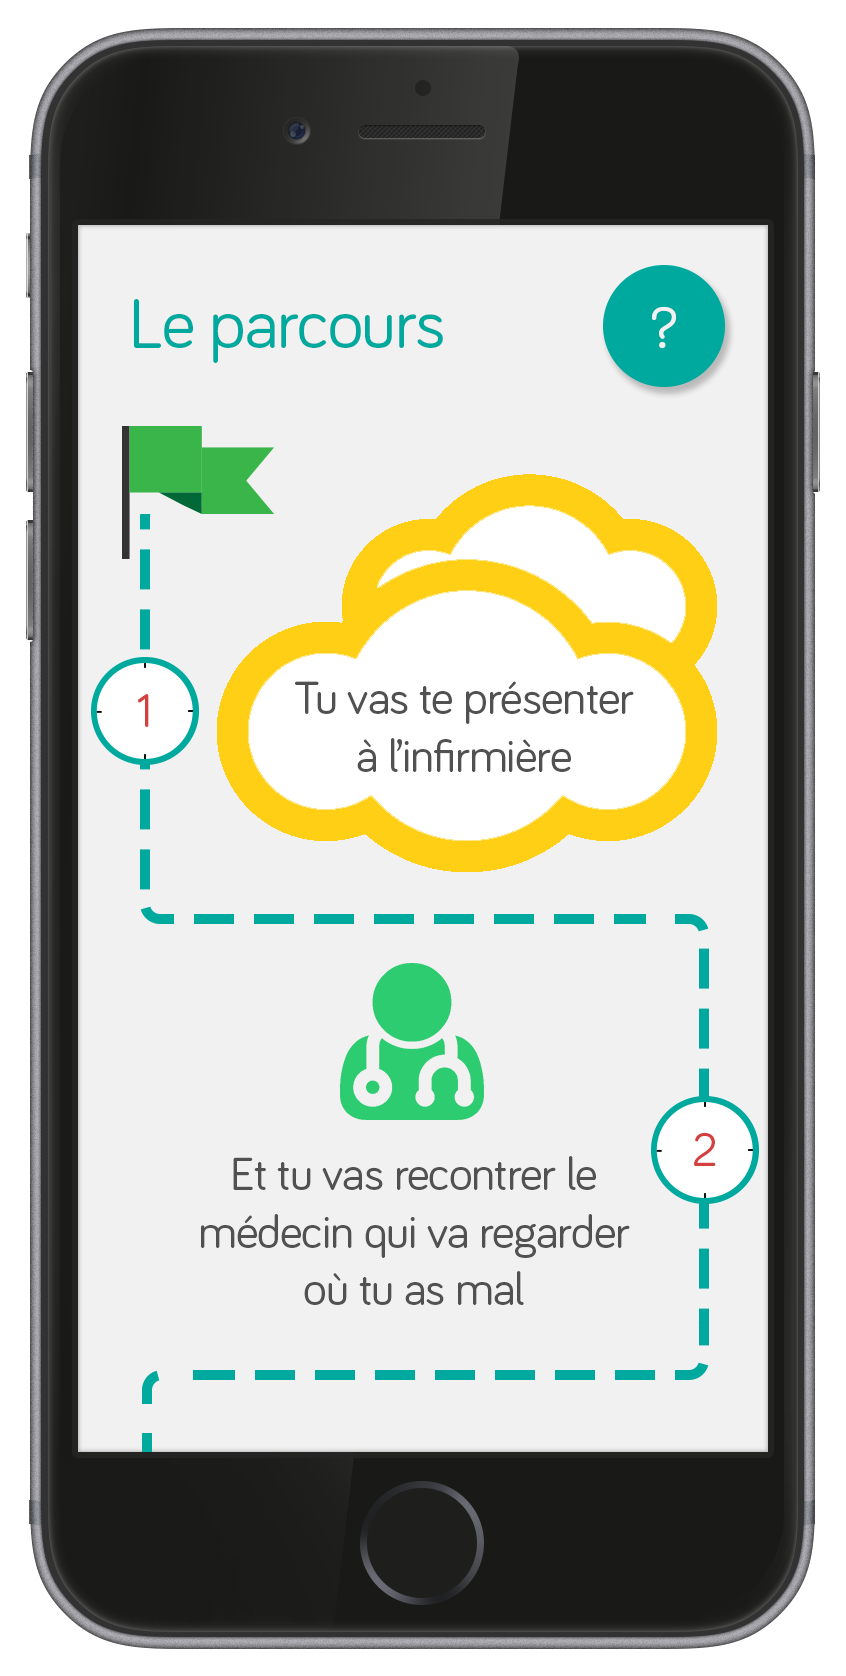 Le parcours
?
1
Tu vas te présenter
à l'infirmière
2
Et tu vas recontrer le
médecin qui va regarder
où tu as mal